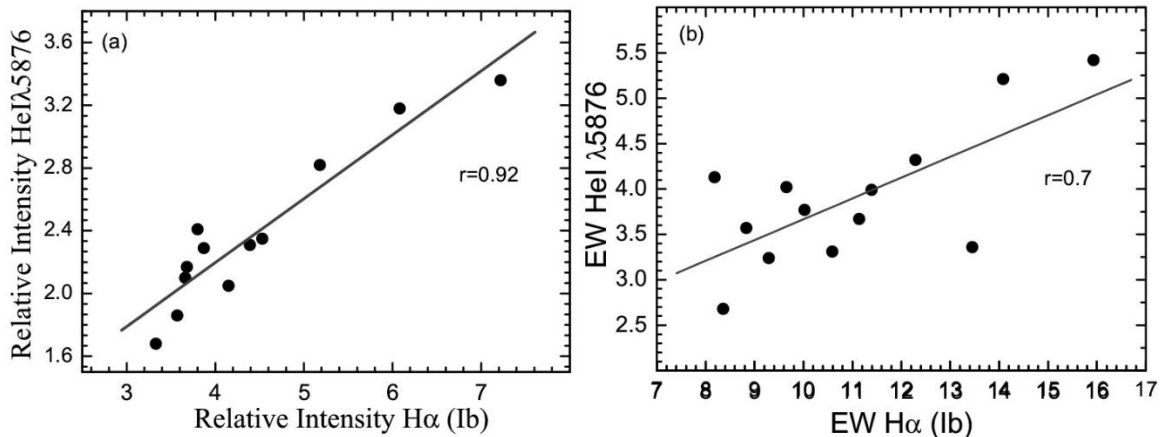 (a)
Relative Intensity HeIλ5876
3.6
3.2
2.8
2.4
2.0
1.6
r=0.92
3 4 5 6 7
Relative Intensity Hα (Ib)
(b)
EW HeI λ5876
5.5
5.0
4.5
4.0
3.5
3.0
2.5
r=0.7
7 8 9 10 11 12 13 14 15 16 17
EW Hα (Ib)